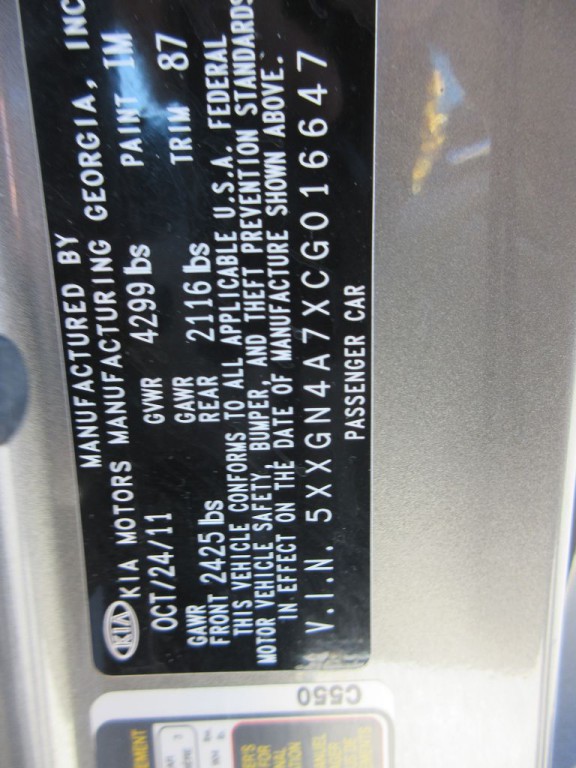 MANUFACTURED BY
KIA KIA MOTORS MANUFACTURING GEORGIA, INC
OCT/24/11 GVWR 4299 lbs PAINT IM
GAWR FRONT 2425 lbs GAWR REAR 2116 lbs TRIM 87
THIS VEHICLE CONFORMS TO ALL APPLICABLE U.S.A. FEDERAL
MOTOR VEHICLE SAFETY, BUMPER, AND THEFT PREVENTION STANDARDS
IN EFFECT ON THE DATE OF MANUFACTURE SHOWN ABOVE.
V.I.N. 5XXGN4A7XCG016647
PASSENGER CAR
C550